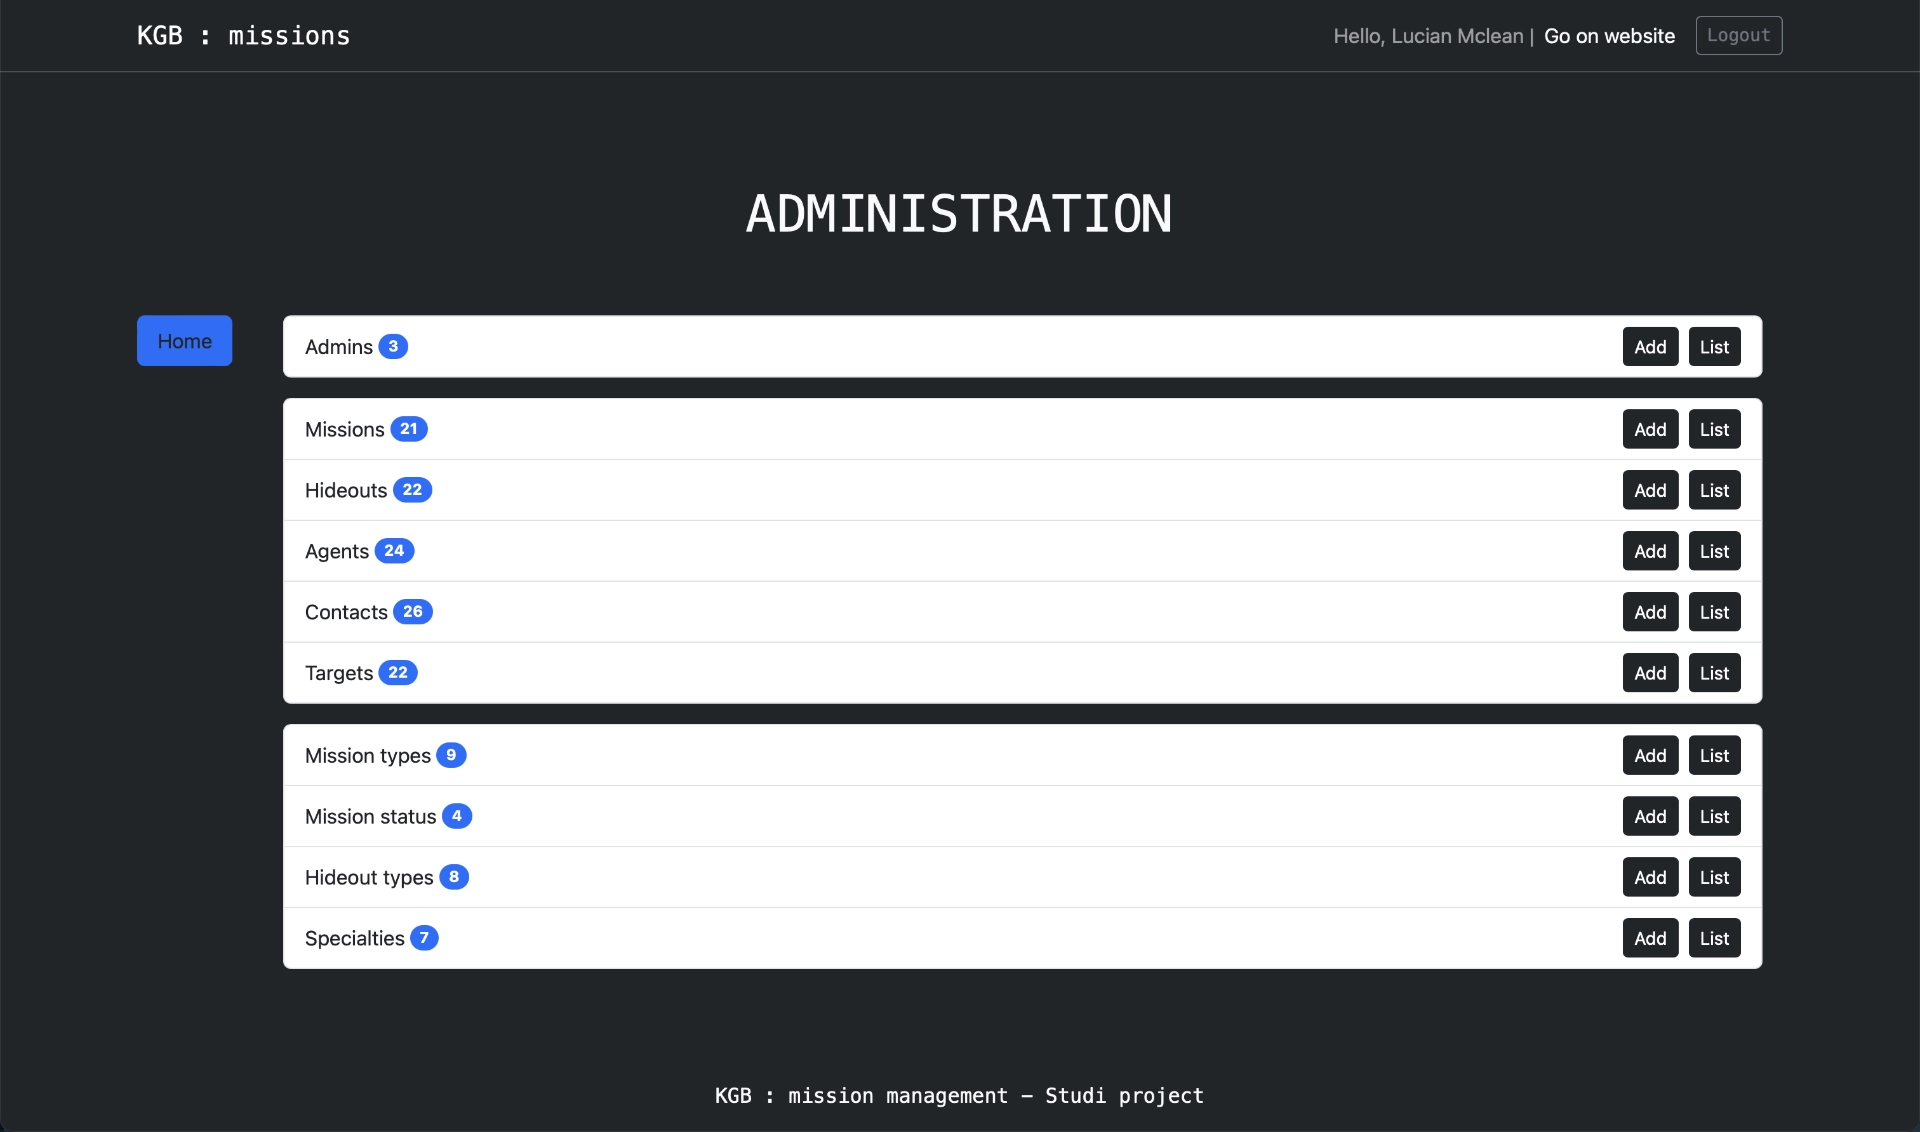 KGB : missions
Hello, Lucian Mclean | Go on website Logout
ADMINISTRATION
Home
Admins 3 Add List
Missions 21 Add List
Hideouts 22 Add List
Agents 24 Add List
Contacts 26 Add List
Targets 22 Add List
Mission types 9 Add List
Mission status 4 Add List
Hideout types 8 Add List
Specialties 7 Add List
KGB : mission management – Studi project